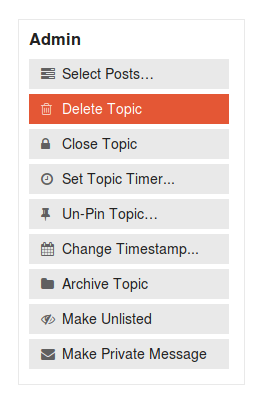 Admin
Select Posts…
Delete Topic
Close Topic
Set Topic Timer...
Un-Pin Topic…
Change Timestamp...
Archive Topic
Make Unlisted
Make Private Message